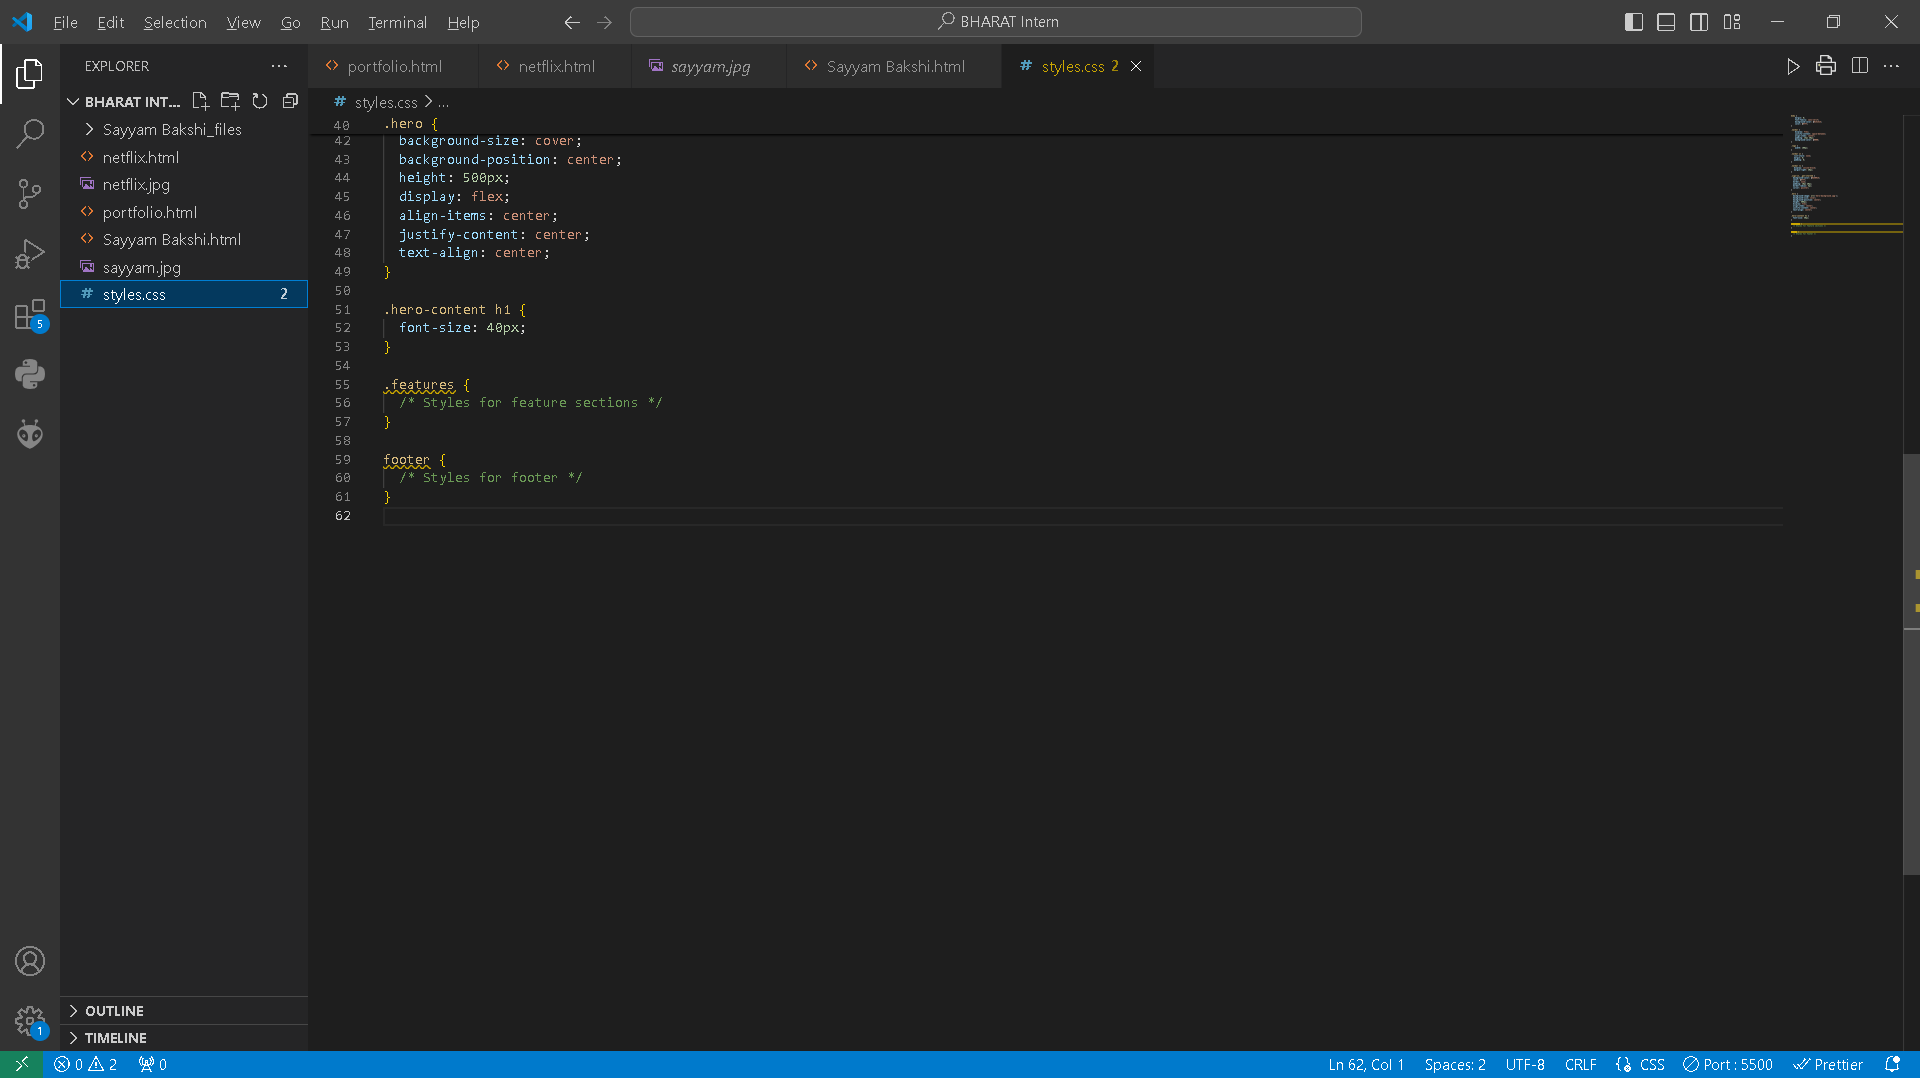 File Edit Selection View Go Run Terminal Help
BHARAT Intern
EXPLORER
BHARAT INT...
Sayyam Bakshi_files
netflix.html
netflix.jpg
portfolio.html
Sayyam Bakshi.html
sayyam.jpg
styles.css 2
OUTLINE
TIMELINE
5
1
portfolio.html netflix.html sayyam.jpg Sayyam Bakshi.html styles.css 2
styles.css > ...
40 .hero {
42 background-size: cover;
43 background-position: center;
44 height: 500px;
45 display: flex;
46 align-items: center;
47 justify-content: center;
48 text-align: center;
49 }
50
51 .hero-content h1 {
52 font-size: 40px;
53 }
54
55 .features {
56 /* Styles for feature sections */
57 }
58
59 footer {
60 /* Styles for footer */
61 }
62
0 2 0
Ln 62, Col 1 Spaces: 2 UTF-8 CRLF CSS Port : 5500 Prettier